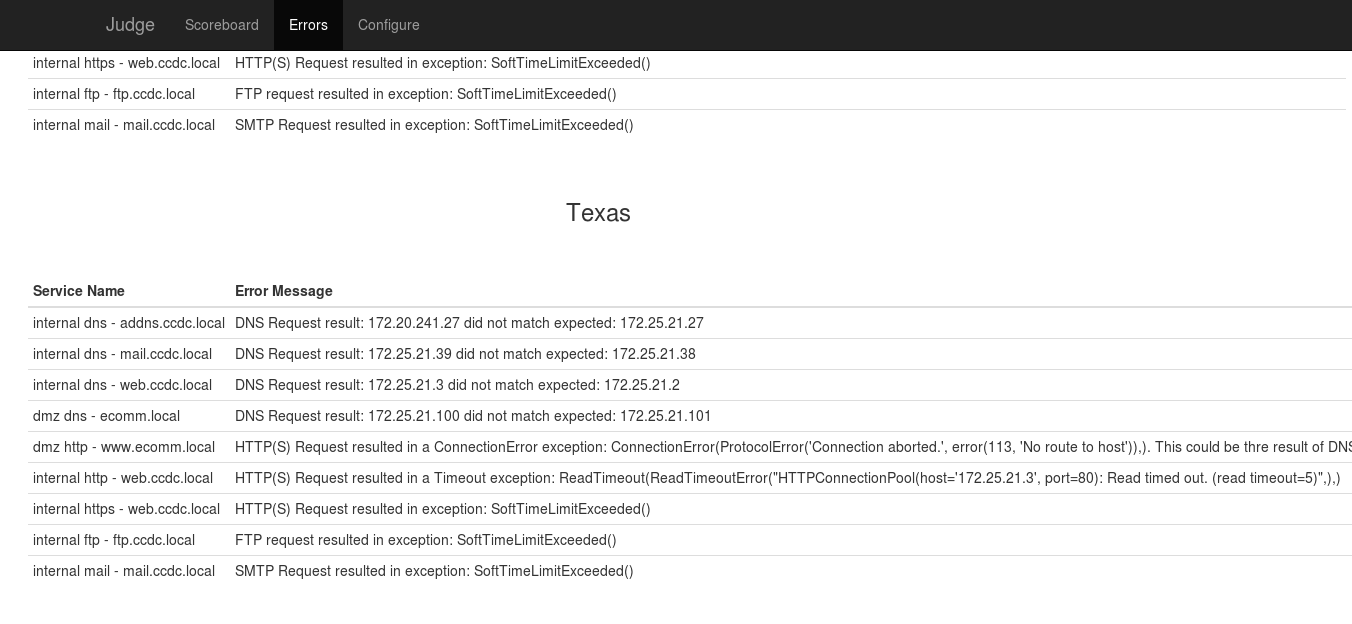 Judge Scoreboard Errors Configure
internal https - web.ccdc.local HTTP(S) Request resulted in exception: SoftTimeLimitExceeded()
internal ftp - ftp.ccdc.local FTP request resulted in exception: SoftTimeLimitExceeded()
internal mail - mail.ccdc.local SMTP Request resulted in exception: SoftTimeLimitExceeded()
Texas
Service Name Error Message
internal dns - addns.ccdc.local DNS Request result: 172.20.241.27 did not match expected: 172.25.21.27
internal dns - mail.ccdc.local DNS Request result: 172.25.21.39 did not match expected: 172.25.21.38
internal dns - web.ccdc.local DNS Request result: 172.25.21.3 did not match expected: 172.25.21.2
dmz dns - ecomm.local DNS Request result: 172.25.21.100 did not match expected: 172.25.21.101
dmz http - www.ecomm.local HTTP(S) Request resulted in a ConnectionError exception: ConnectionError(ProtocolError('Connection aborted.', error(113, 'No route to host')),). This could be thre result of DNS
internal http - web.ccdc.local HTTP(S) Request resulted in a Timeout exception: ReadTimeout(ReadTimeoutError("HTTPConnectionPool(host='172.25.21.3', port=80): Read timed out. (read timeout=5)",),)
internal https - web.ccdc.local HTTP(S) Request resulted in exception: SoftTimeLimitExceeded()
internal ftp - ftp.ccdc.local FTP request resulted in exception: SoftTimeLimitExceeded()
internal mail - mail.ccdc.local SMTP Request resulted in exception: SoftTimeLimitExceeded()